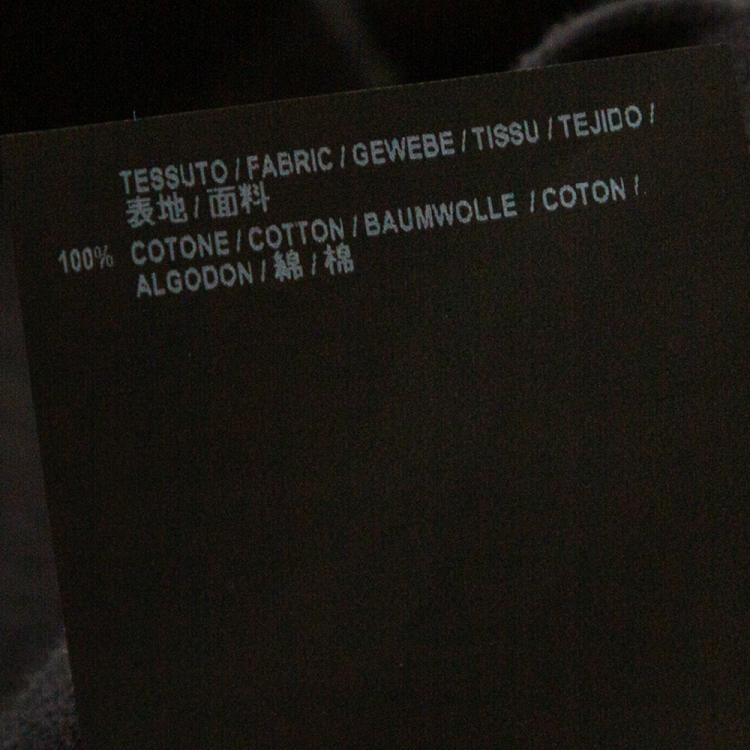 TESSUTO / FABRIC / GEWEBE / TISSU / TEJIDO /
表地 / 面料
100% COTONE / COTTON / BAUMWOLLE / COTON /
ALGODON / 綿 / 棉